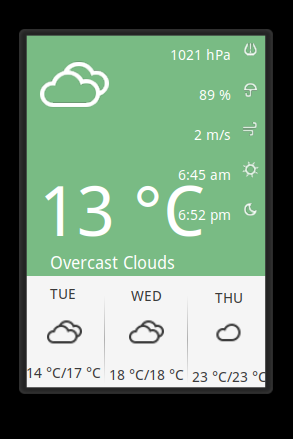 1021 hPa
89 %
2 m/s
6:45 am
13 °C
6:52 pm
Overcast Clouds
TUE
WED
THU
14 °C/17 °C
18 °C/18 °C
23 °C/23 °C